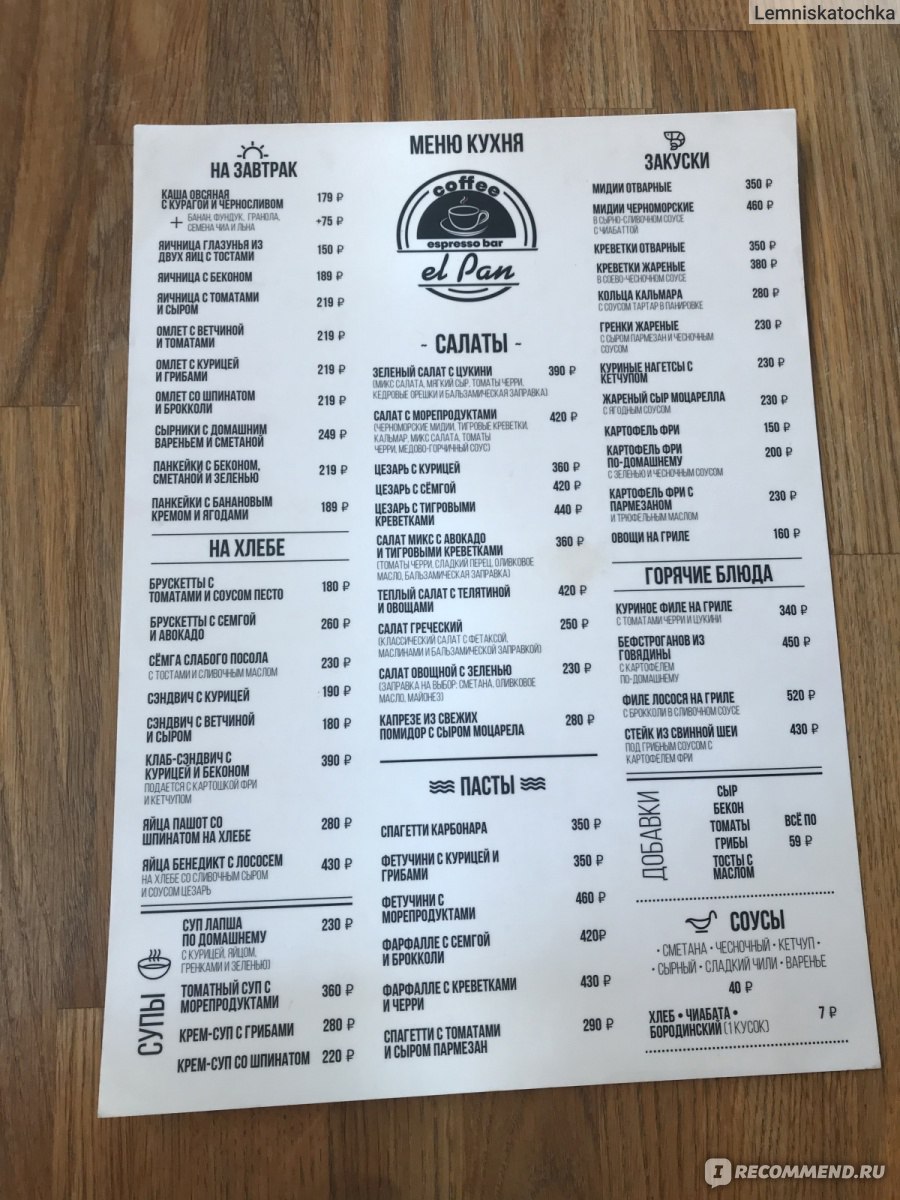 Lemniskatochka
МЕНЮ КУХНЯ
coffee
espresso bar
el Pan
НА ЗАВТРАК
КАША ОВСЯНАЯ
С КУРАГОЙ И ЧЕРНОСЛИВОМ 179 ₽
+ БАНАН, ФУНДУК, ГРАНОЛА, +75 ₽
СЕМЕНА ЧИА И ЛЬНА
ЯИЧНИЦА ГЛАЗУНЬЯ ИЗ
ДВУХ ЯИЦ С ТОСТАМИ 150 ₽
ЯИЧНИЦА С БЕКОНОМ 189 ₽
ЯИЧНИЦА С ТОМАТАМИ
И СЫРОМ 219 ₽
ОМЛЕТ С ВЕТЧИНОЙ
И ТОМАТАМИ 219 ₽
ОМЛЕТ С КУРИЦЕЙ
И ГРИБАМИ 219 ₽
ОМЛЕТ СО ШПИНАТОМ
И БРОККОЛИ 219 ₽
СЫРНИКИ С ДОМАШНИМ
ВАРЕНЬЕМ И СМЕТАНОЙ 249 ₽
ПАНКЕЙКИ С БЕКОНОМ,
СМЕТАНОЙ И ЗЕЛЕНЬЮ 219 ₽
ПАНКЕЙКИ С БАНАНОВЫМ
КРЕМОМ И ЯГОДАМИ 189 ₽
НА ХЛЕБЕ
БРУСКЕТТЫ С
ТОМАТАМИ И СОУСОМ ПЕСТО 180 ₽
БРУСКЕТТЫ С СЕМГОЙ
И АВОКАДО 260 ₽
СЁМГА СЛАБОГО ПОСОЛА 230 ₽
С ТОСТАМИ И СЛИВОЧНЫМ МАСЛОМ
СЭНДВИЧ С КУРИЦЕЙ 190 ₽
СЭНДВИЧ С ВЕТЧИНОЙ
И СЫРОМ 180 ₽
КЛАБ-СЭНДВИЧ С
КУРИЦЕЙ И БЕКОНОМ 390 ₽
ПОДАЕТСЯ С КАРТОШКОЙ ФРИ
И КЕТЧУПОМ
ЯЙЦА ПАШОТ СО
ШПИНАТОМ НА ХЛЕБЕ 280 ₽
ЯЙЦА БЕНЕДИКТ С ЛОСОСЕМ 430 ₽
НА ХЛЕБЕ СО СЛИВОЧНЫМ СЫРОМ
И СОУСОМ ЦЕЗАРЬ
СУПЫ
СУП ЛАПША 230 ₽
ПО ДОМАШНЕМУ
С КУРИЦЕЙ, ЯЙЦОМ,
ГРЕНКАМИ И ЗЕЛЕНЬЮ)
ТОМАТНЫЙ СУП С
МОРЕПРОДУКТАМИ 360 ₽
КРЕМ-СУП С ГРИБАМИ 280 ₽
КРЕМ-СУП СО ШПИНАТОМ 220 ₽
- САЛАТЫ -
ЗЕЛЕНЫЙ САЛАТ С ЦУКИНИ 390 ₽
(МИКС САЛАТА, МЯГКИЙ СЫР, ТОМАТЫ ЧЕРРИ,
КЕДРОВЫЕ ОРЕШКИ И БАЛЬЗАМИЧЕСКАЯ ЗАПРАВКА)
САЛАТ С МОРЕПРОДУКТАМИ 420 ₽
(ЧЕРНОМОРСКИЕ МИДИИ, ТИГРОВЫЕ КРЕВЕТКИ,
КАЛЬМАР, МИКС САЛАТА, ТОМАТЫ
ЧЕРРИ, МЕДОВО-ГОРЧИЧНЫЙ СОУС)
ЦЕЗАРЬ С КУРИЦЕЙ 360 ₽
ЦЕЗАРЬ С СЁМГОЙ 420 ₽
ЦЕЗАРЬ С ТИГРОВЫМИ
КРЕВЕТКАМИ 440 ₽
САЛАТ МИКС С АВОКАДО
И ТИГРОВЫМИ КРЕВЕТКАМИ 360 ₽
(ТОМАТЫ ЧЕРРИ, СЛАДКИЙ ПЕРЕЦ, ОЛИВКОВОЕ
МАСЛО, БАЛЬЗАМИЧЕСКАЯ ЗАПРАВКА)
ТЕПЛЫЙ САЛАТ С ТЕЛЯТИНОЙ 420 ₽
И ОВОЩАМИ
САЛАТ ГРЕЧЕСКИЙ 250 ₽
(КЛАССИЧЕСКИЙ САЛАТ С ФЕТАКСОЙ,
МАСЛИНАМИ И БАЛЬЗАМИЧЕСКОЙ ЗАПРАВКОЙ)
САЛАТ ОВОЩНОЙ С ЗЕЛЕНЬЮ 230 ₽
(ЗАПРАВКА НА ВЫБОР: СМЕТАНА, ОЛИВКОВОЕ
МАСЛО, МАЙОНЕЗ)
КАПРЕЗЕ ИЗ СВЕЖИХ 280 ₽
ПОМИДОР С СЫРОМ МОЦАРЕЛА
ПАСТЫ
СПАГЕТТИ КАРБОНАРА 350 ₽
ФЕТУЧИНИ С КУРИЦЕЙ И 350 ₽
ГРИБАМИ
ФЕТУЧИНИ С 460 ₽
МОРЕПРОДУКТАМИ
ФАРФАЛЛЕ С СЕМГОЙ 420₽
И БРОККОЛИ
ФАРФАЛЛЕ С КРЕВЕТКАМИ 430 ₽
И ЧЕРРИ
СПАГЕТТИ С ТОМАТАМИ 290 ₽
И СЫРОМ ПАРМЕЗАН
ЗАКУСКИ
МИДИИ ОТВАРНЫЕ 350 ₽
МИДИИ ЧЕРНОМОРСКИЕ 460 ₽
В СЫРНО-СЛИВОЧНОМ СОУСЕ
С ЧИАБАТТОЙ
КРЕВЕТКИ ОТВАРНЫЕ 350 ₽
КРЕВЕТКИ ЖАРЕНЫЕ 380 ₽
В СОЕВО-ЧЕСНОЧНОМ СОУСЕ
КОЛЬЦА КАЛЬМАРА 280 ₽
С СОУСОМ ТАРТАР В ПАНИРОВКЕ
ГРЕНКИ ЖАРЕНЫЕ 230 ₽
С СЫРОМ ПАРМЕЗАН И ЧЕСНОЧНЫМ
СОУСОМ
КУРИНЫЕ НАГЕТСЫ С 230 ₽
КЕТЧУПОМ
ЖАРЕНЫЙ СЫР МОЦАРЕЛЛА 230 ₽
С ЯГОДНЫМ СОУСОМ
КАРТОФЕЛЬ ФРИ 150 ₽
КАРТОФЕЛЬ ФРИ 200 ₽
ПО-ДОМАШНЕМУ
С ЗЕЛЕНЬЮ И ЧЕСНОЧНЫМ СОУСОМ
КАРТОФЕЛЬ ФРИ С 230 ₽
ПАРМЕЗАНОМ
И ТРЮФЕЛЬНЫМ МАСЛОМ
ОВОЩИ НА ГРИЛЕ 160 ₽
ГОРЯЧИЕ БЛЮДА
КУРИНОЕ ФИЛЕ НА ГРИЛЕ 340 ₽
С ТОМАТАМИ ЧЕРРИ И ЦУКИНИ
БЕФСТРОГАНОВ ИЗ 450 ₽
ГОВЯДИНЫ
С КАРТОФЕЛЕМ
ПО-ДОМАШНЕМУ
ФИЛЕ ЛОСОСЯ НА ГРИЛЕ 520 ₽
С БРОККОЛИ В СЛИВОЧНОМ СОУСЕ
СТЕЙК ИЗ СВИННОЙ ШЕИ 430 ₽
ПОД ГРИБНЫМ СОУСОМ С
КАРТОФЕЛЕМ ФРИ
ДОБАВКИ
СЫР
БЕКОН
ТОМАТЫ ВСЁ ПО
ГРИБЫ 59 ₽
ТОСТЫ С
МАСЛОМ
СОУСЫ
• СМЕТАНА • ЧЕСНОЧНЫЙ • КЕТЧУП •
• СЫРНЫЙ • СЛАДКИЙ ЧИЛИ • ВАРЕНЬЕ
40 ₽
ХЛЕБ • ЧИАБАТА • 7 ₽
БОРОДИНСКИЙ (1 КУСОК)
I RECOMMEND.RU